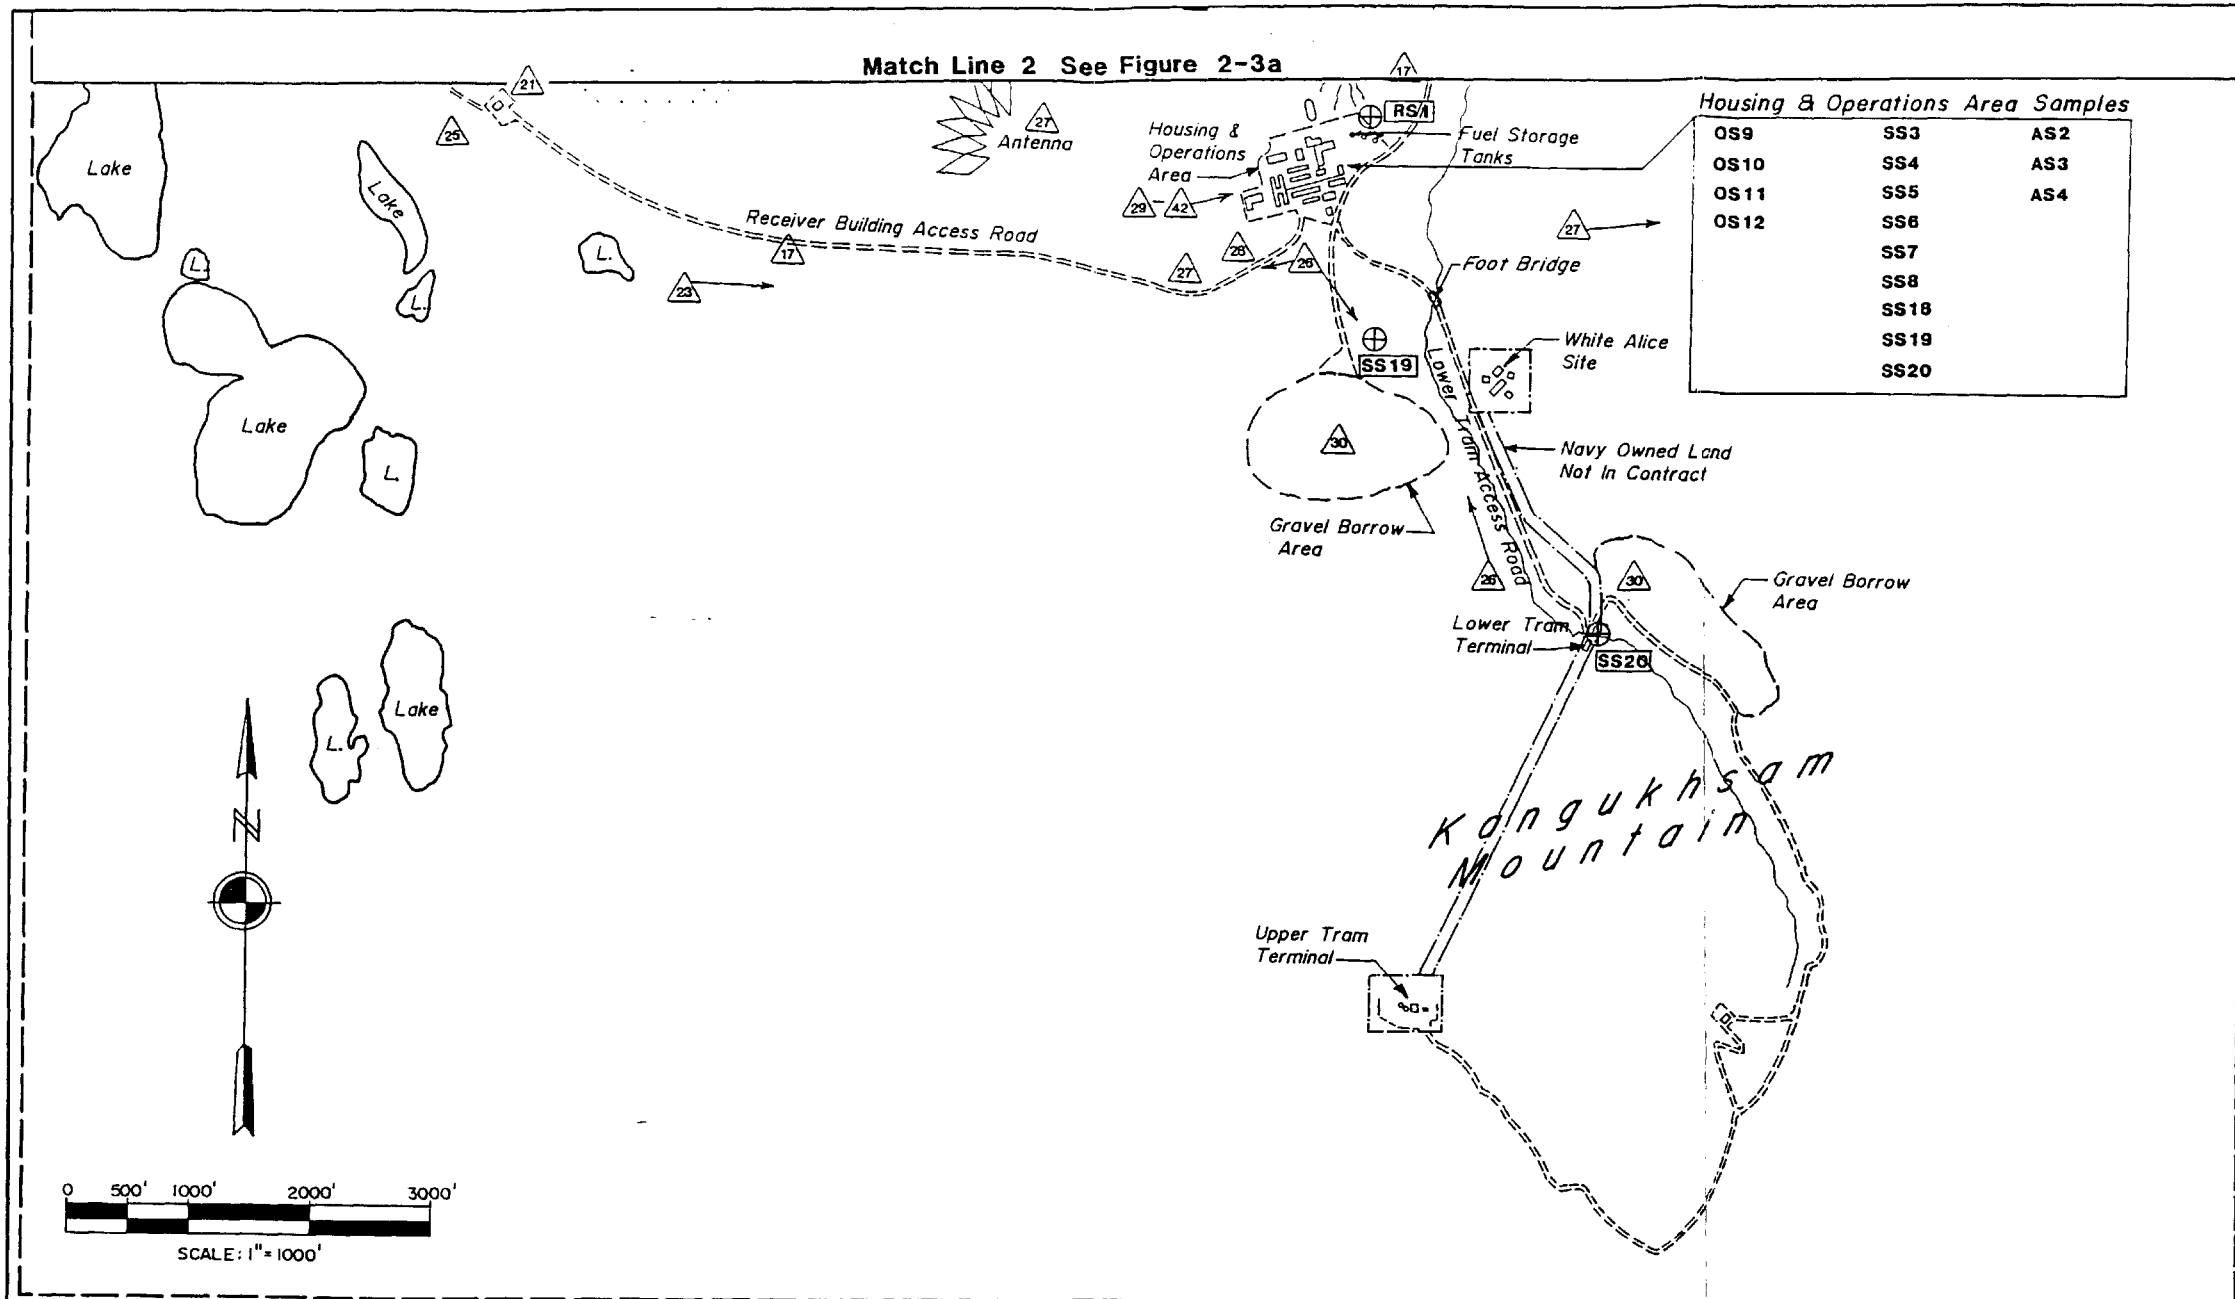 Match Line 2 See Figure 2-3a
17
21
25
27
Antenna
Lake
Lake
L.
L.
L.
Lake
L.
Lake
L.
Receiver Building Access Road
17
23
27
28
26
29 - 42
Housing &
Operations
Area
RS1
Fuel Storage
Tanks
Housing & Operations Area Samples
OS9 SS3 AS2
OS10 SS4 AS3
OS11 SS5 AS4
OS12 SS6
SS7
SS8
SS18
SS19
SS20
27
Foot Bridge
White Alice
Site
SS19
Lower Tram Access Road
Navy Owned Land
Not In Contract
30
Gravel Borrow
Area
26
30
Gravel Borrow
Area
Lower Tram
Terminal
SS20
Kangukhsam
Mountain
Upper Tram
Terminal
N
0 500' 1000' 2000' 3000'
SCALE: 1" = 1000'